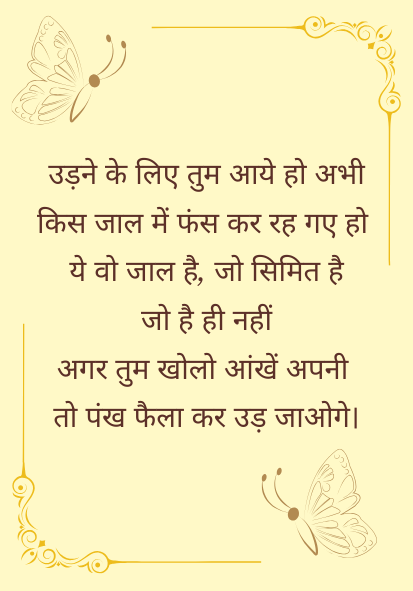 उड़ने के लिए तुम आये हो अभी
किस जाल में फंस कर रह गए हो
ये वो जाल है, जो सिमित है
जो है ही नहीं
अगर तुम खोलो आंखें अपनी
तो पंख फैला कर उड़ जाओगे।